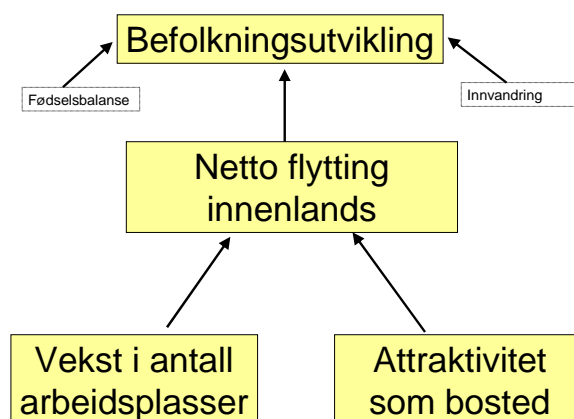 Befolkningsutvikling
Fødselsbalanse
Innvandring
Netto flytting
innenlands
Vekst i antall
arbeidsplasser
Attraktivitet
som bosted